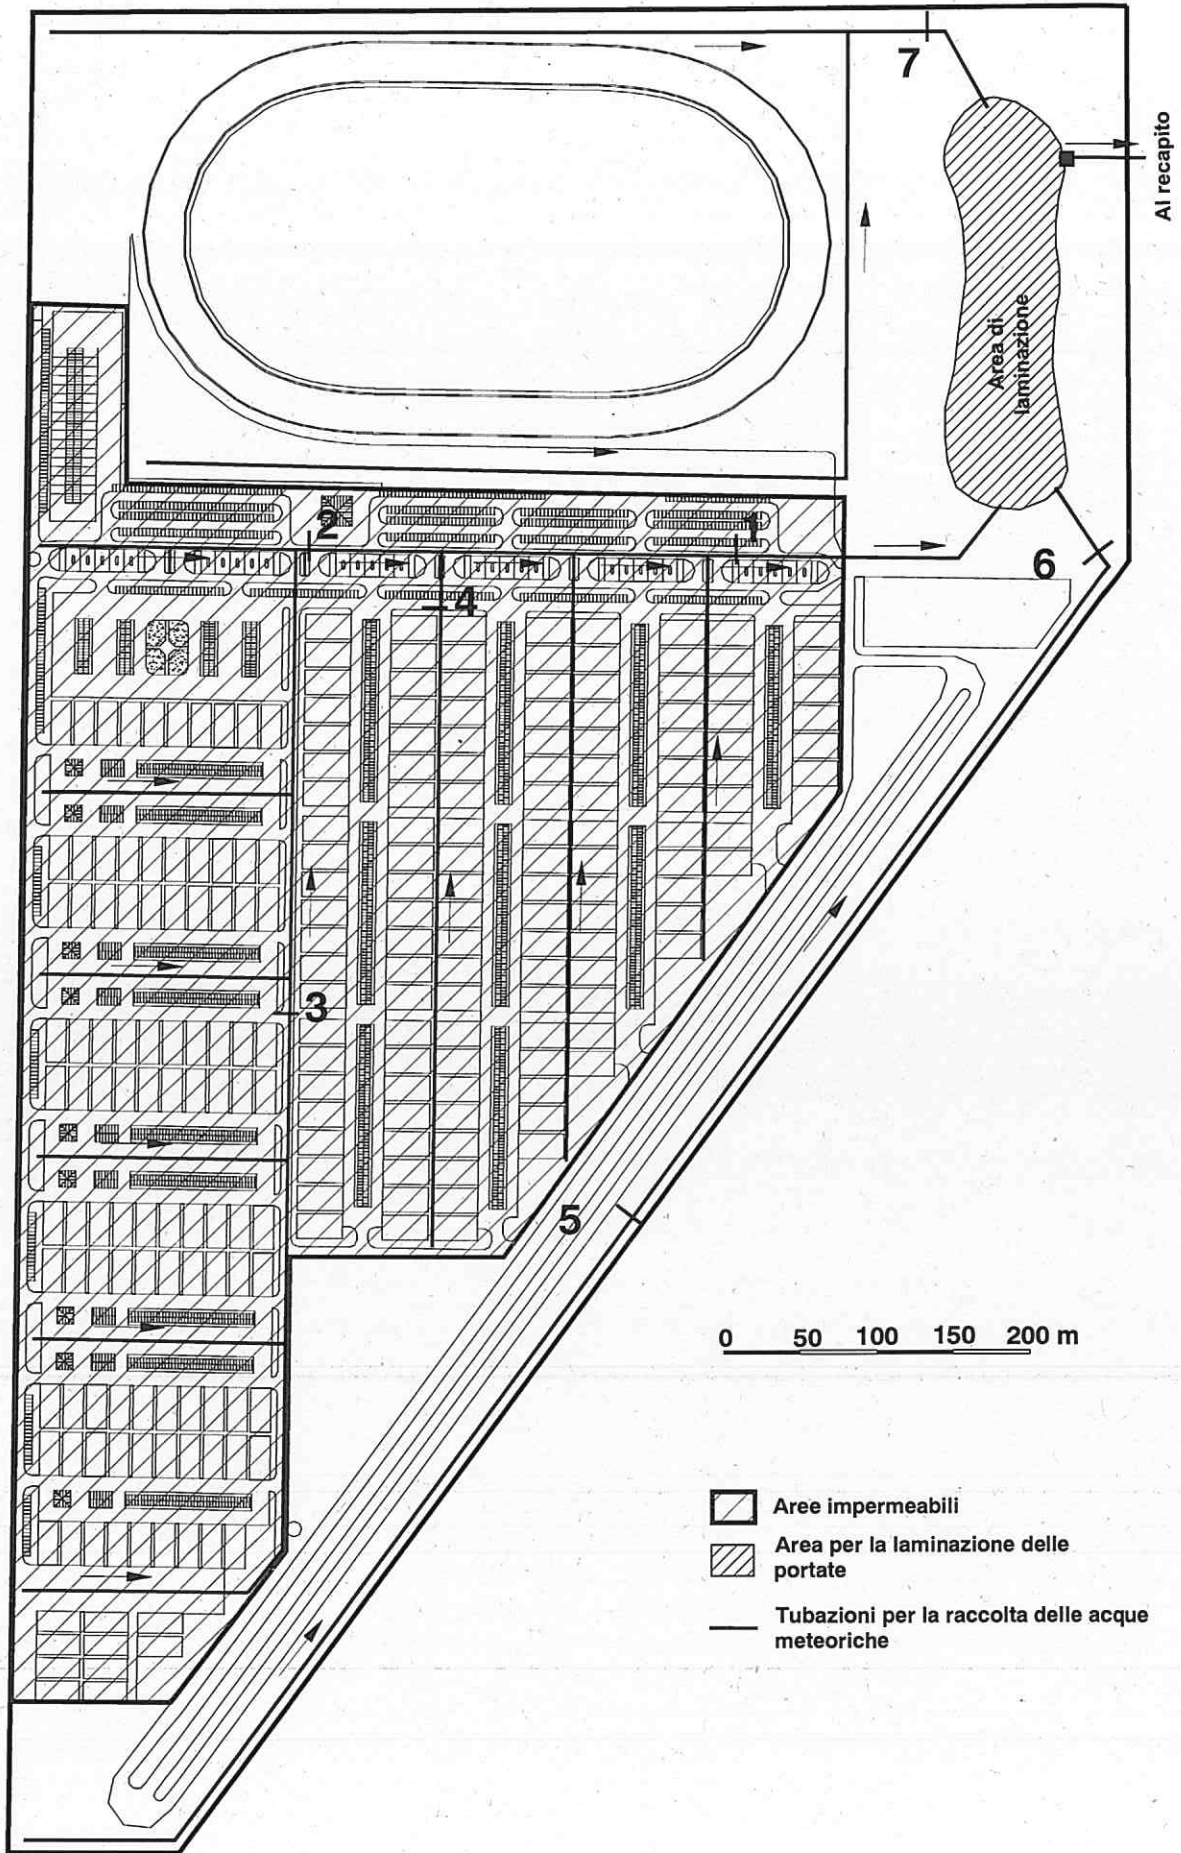 7
Al recapito
Area di
laminazione
2
1
6
4
3
5
0 50 100 150 200 m
Aree impermeabili
Area per la laminazione delle
portate
Tubazioni per la raccolta delle acque
meteoriche